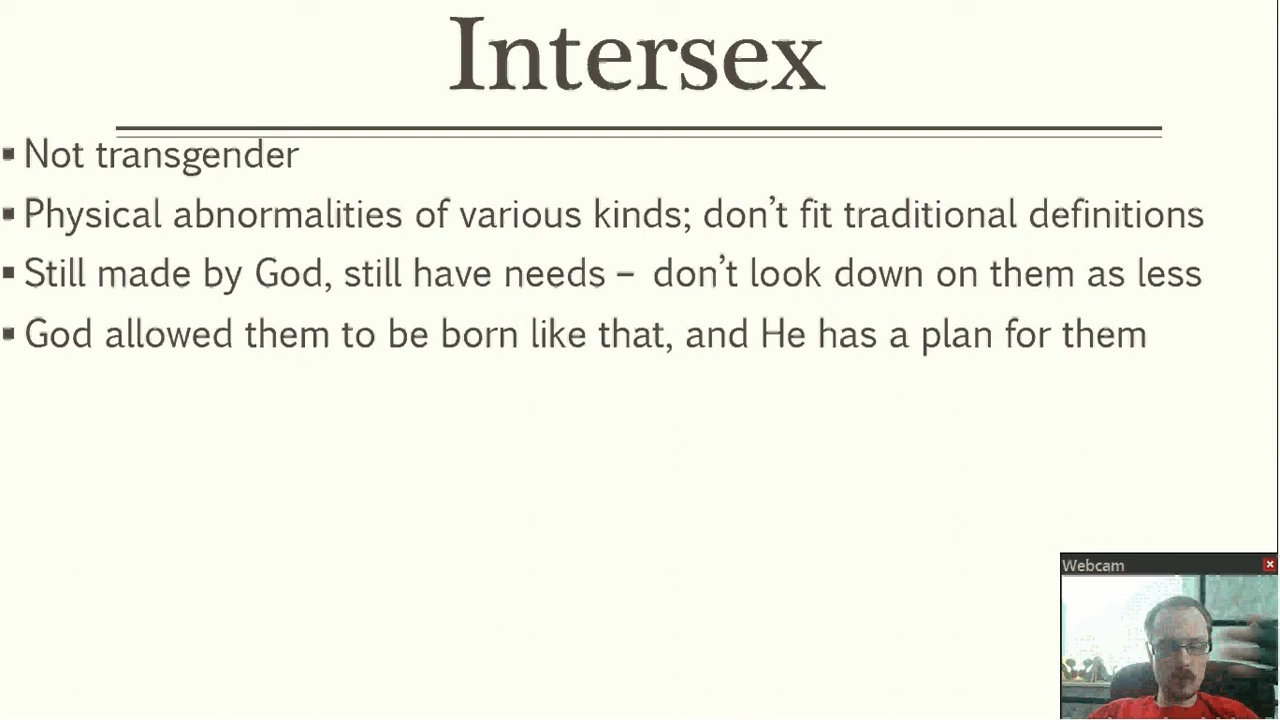 Intersex
▪ Not transgender
▪ Physical abnormalities of various kinds; don’t fit traditional definitions
▪ Still made by God, still have needs – don’t look down on them as less
▪ God allowed them to be born like that, and He has a plan for them
Webcam